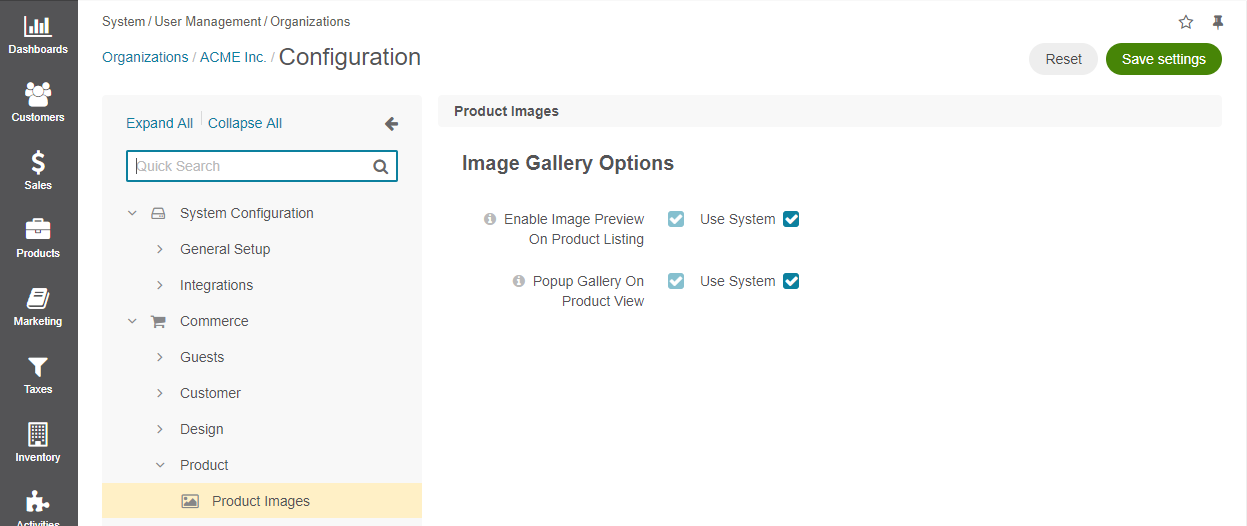 Dashboards
Customers
Sales
Products
Marketing
Taxes
Inventory
Activities
System / User Management / Organizations
Organizations / ACME Inc. / Configuration
Reset
Save settings
Expand All
Collapse All
Quick Search
System Configuration
General Setup
Integrations
Commerce
Guests
Customer
Design
Product
Product Images
Product Images
Image Gallery Options
Enable Image Preview
On Product Listing
Use System
Popup Gallery On
Product View
Use System